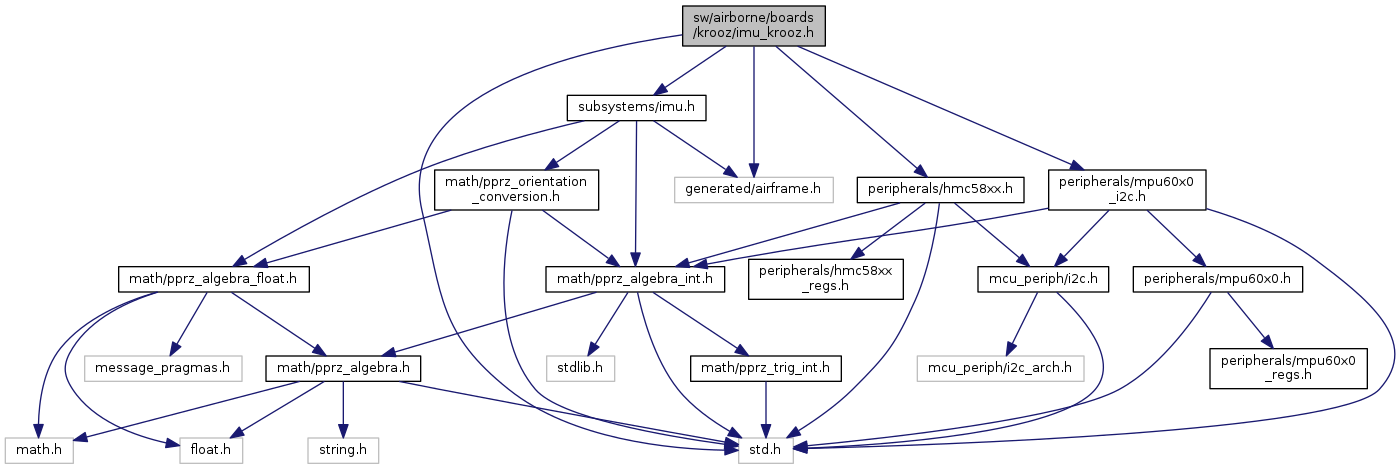 sw/airborne/boards
/krooz/imu_krooz.h
subsystems/imu.h
math/pprz_orientation
_conversion.h
generated/airframe.h
peripherals/hmc58xx.h
peripherals/mpu60x0
_i2c.h
math/pprz_algebra_float.h
math/pprz_algebra_int.h
peripherals/hmc58xx
_regs.h
mcu_periph/i2c.h
peripherals/mpu60x0.h
message_pragmas.h
math/pprz_algebra.h
stdlib.h
math/pprz_trig_int.h
mcu_periph/i2c_arch.h
peripherals/mpu60x0
_regs.h
math.h
float.h
string.h
std.h